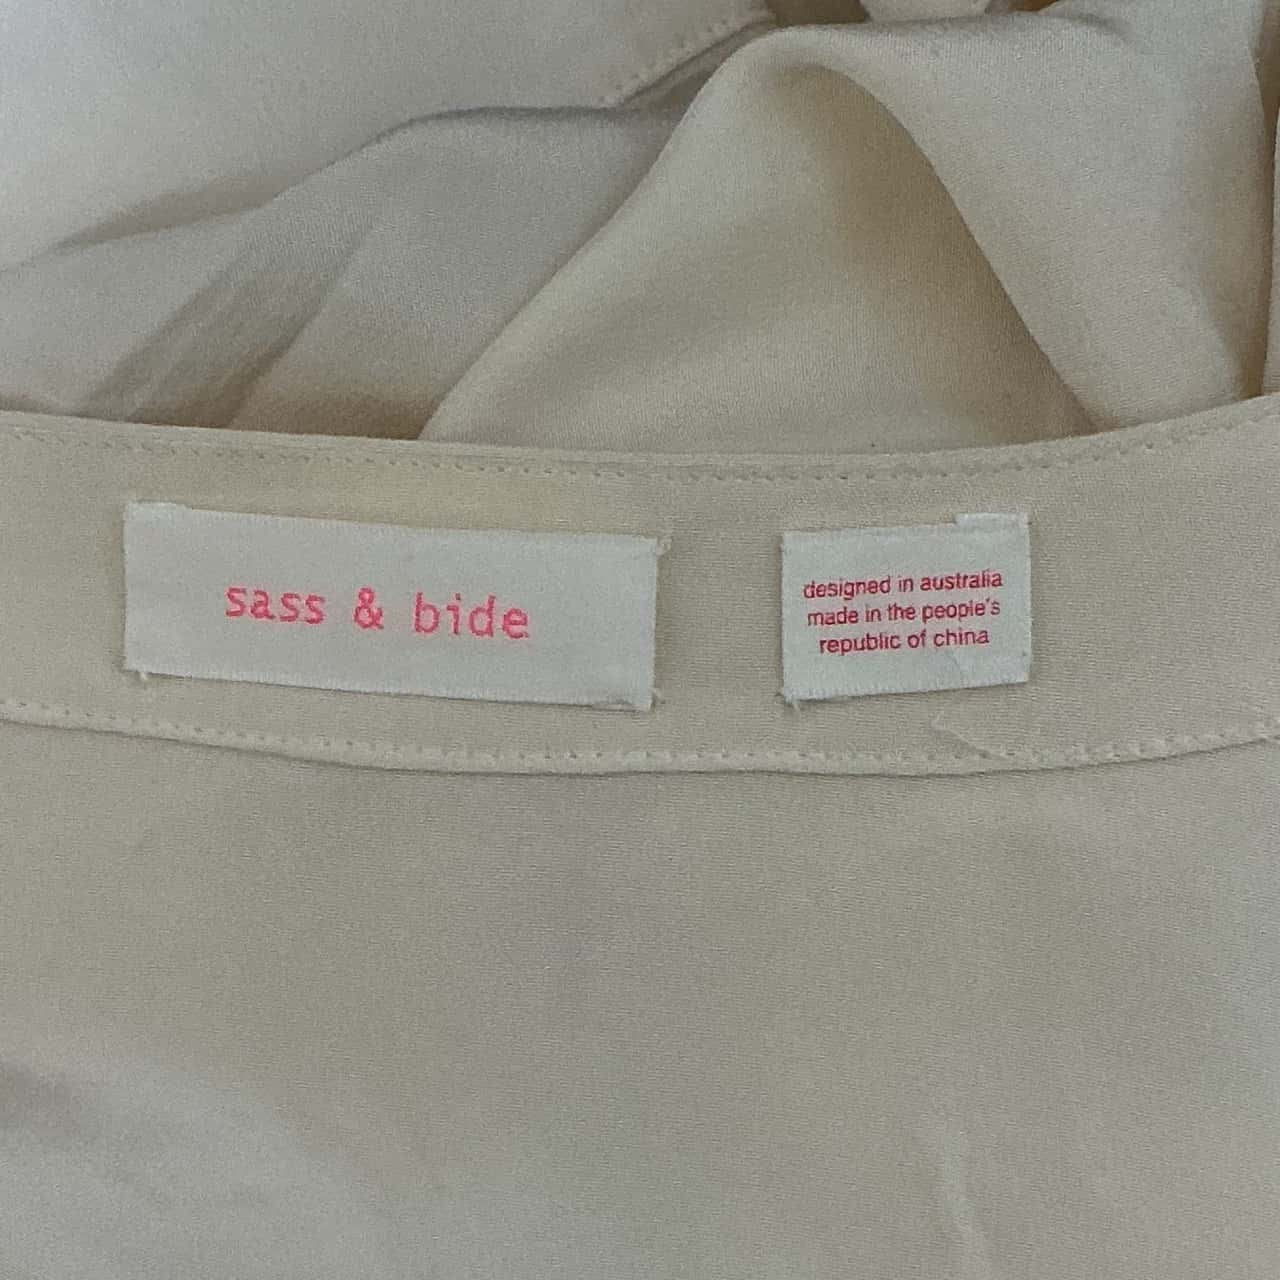 sass & bide
designed in australia
made in the people's
republic of china